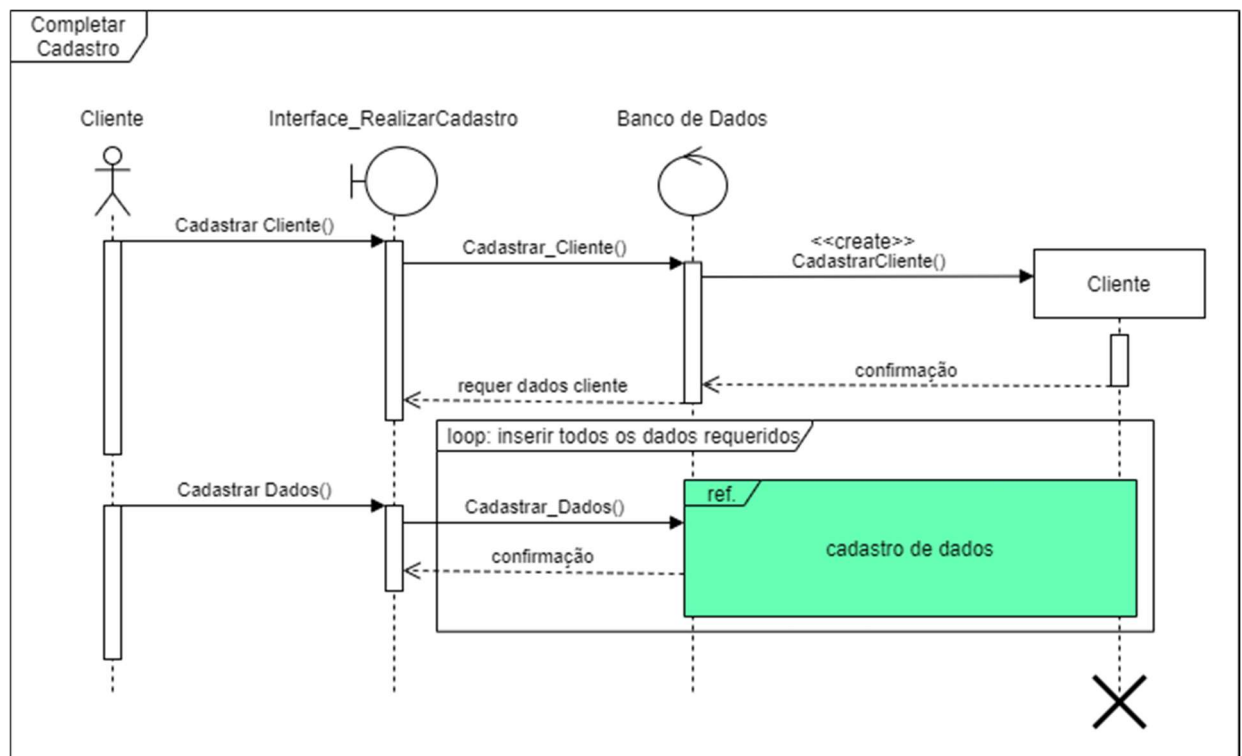 Completar
Cadastro
Cliente
Interface_RealizarCadastro
Banco de Dados
Cadastrar Cliente()
Cadastrar_Cliente()
<<create>>
CadastrarCliente()
Cliente
confirmação
requer dados cliente
loop: inserir todos os dados requeridos
Cadastrar Dados()
Cadastrar_Dados()
ref.
cadastro de dados
confirmação